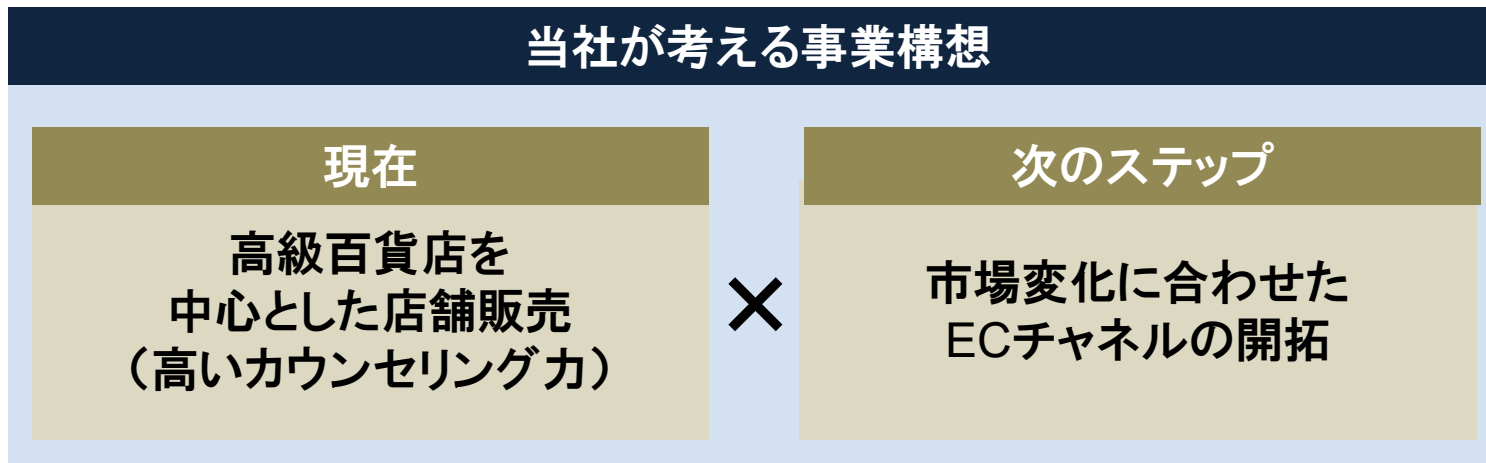 当社が考える事業構想
現在
高級百貨店を
中心とした店舗販売
（高いカウンセリング力）
×
次のステップ
市場変化に合わせた
ECチャネルの開拓